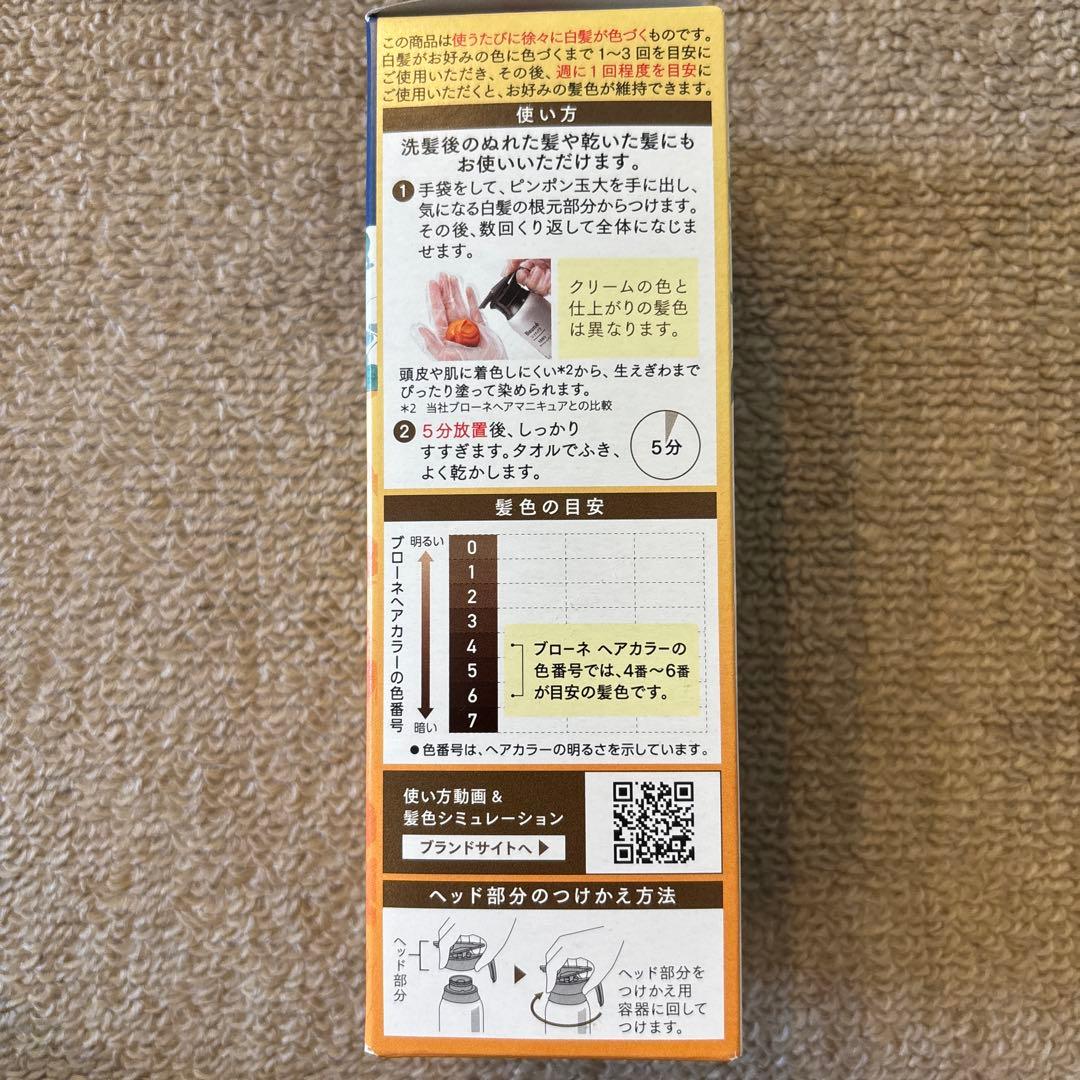 この商品は使うたびに徐々に白髪が色づくものです。
白髪がお好みの色に色づくまで1〜3回を目安に
ご使用いただき、その後、週に1回程度を目安に
ご使用いただくと、お好みの髪色が維持できます。
使い方
洗髪後のぬれた髪や乾いた髪にも
お使いいただけます。
1 手袋をして、ピンポン玉大を手に出し、
気になる白髪の根元部分からつけます。
その後、数回くり返して全体になじま
せます。
クリームの色と
仕上がりの髪色
は異なります。
頭皮や肌に着色しにくい*2から、生えぎわまで
ぴったり塗って染められます。
*2 当社ブローネヘアマニキュアとの比較
2 5分放置後、しっかり
すすぎます。タオルでふき、
よく乾かします。
5分
髪色の目安
ブローネヘアカラーの色番号
明るい
暗い
0
1
2
3
4
5
6
7
ブローネ ヘアカラーの
色番号では、4番〜6番
が目安の髪色です。
●色番号は、ヘアカラーの明るさを示しています。
使い方動画&
髪色シミュレーション
ブランドサイトへ▶
ヘッド部分のつけかえ方法
ヘッド部分
ヘッド部分を
つけかえ用
容器に回して
つけます。